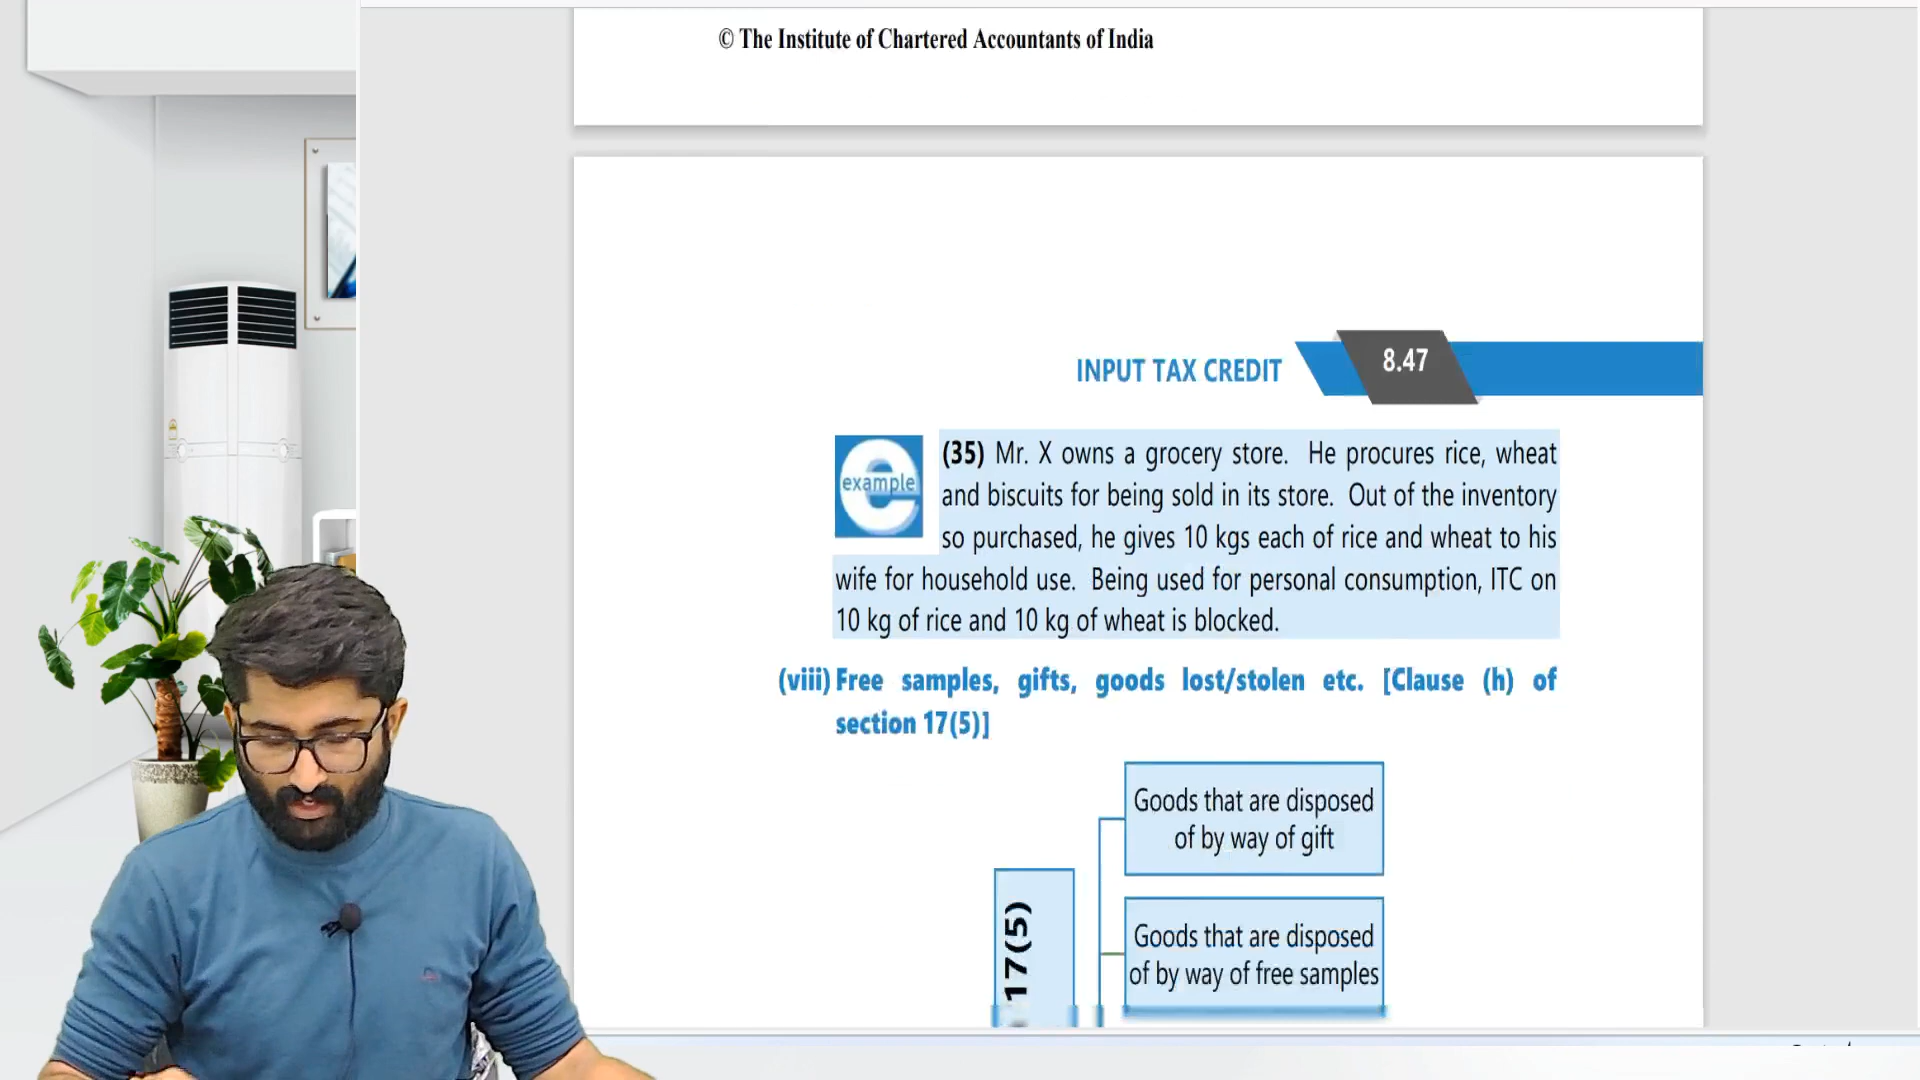 © The Institute of Chartered Accountants of India
INPUT TAX CREDIT
8.47
example
(35) Mr. X owns a grocery store. He procures rice, wheat
and biscuits for being sold in its store. Out of the inventory
so purchased, he gives 10 kgs each of rice and wheat to his
wife for household use. Being used for personal consumption, ITC on
10 kg of rice and 10 kg of wheat is blocked.
(viii) Free samples, gifts, goods lost/stolen etc. [Clause (h) of
section 17(5)]
Goods that are disposed
of by way of gift
17(5)
Goods that are disposed
of by way of free samples